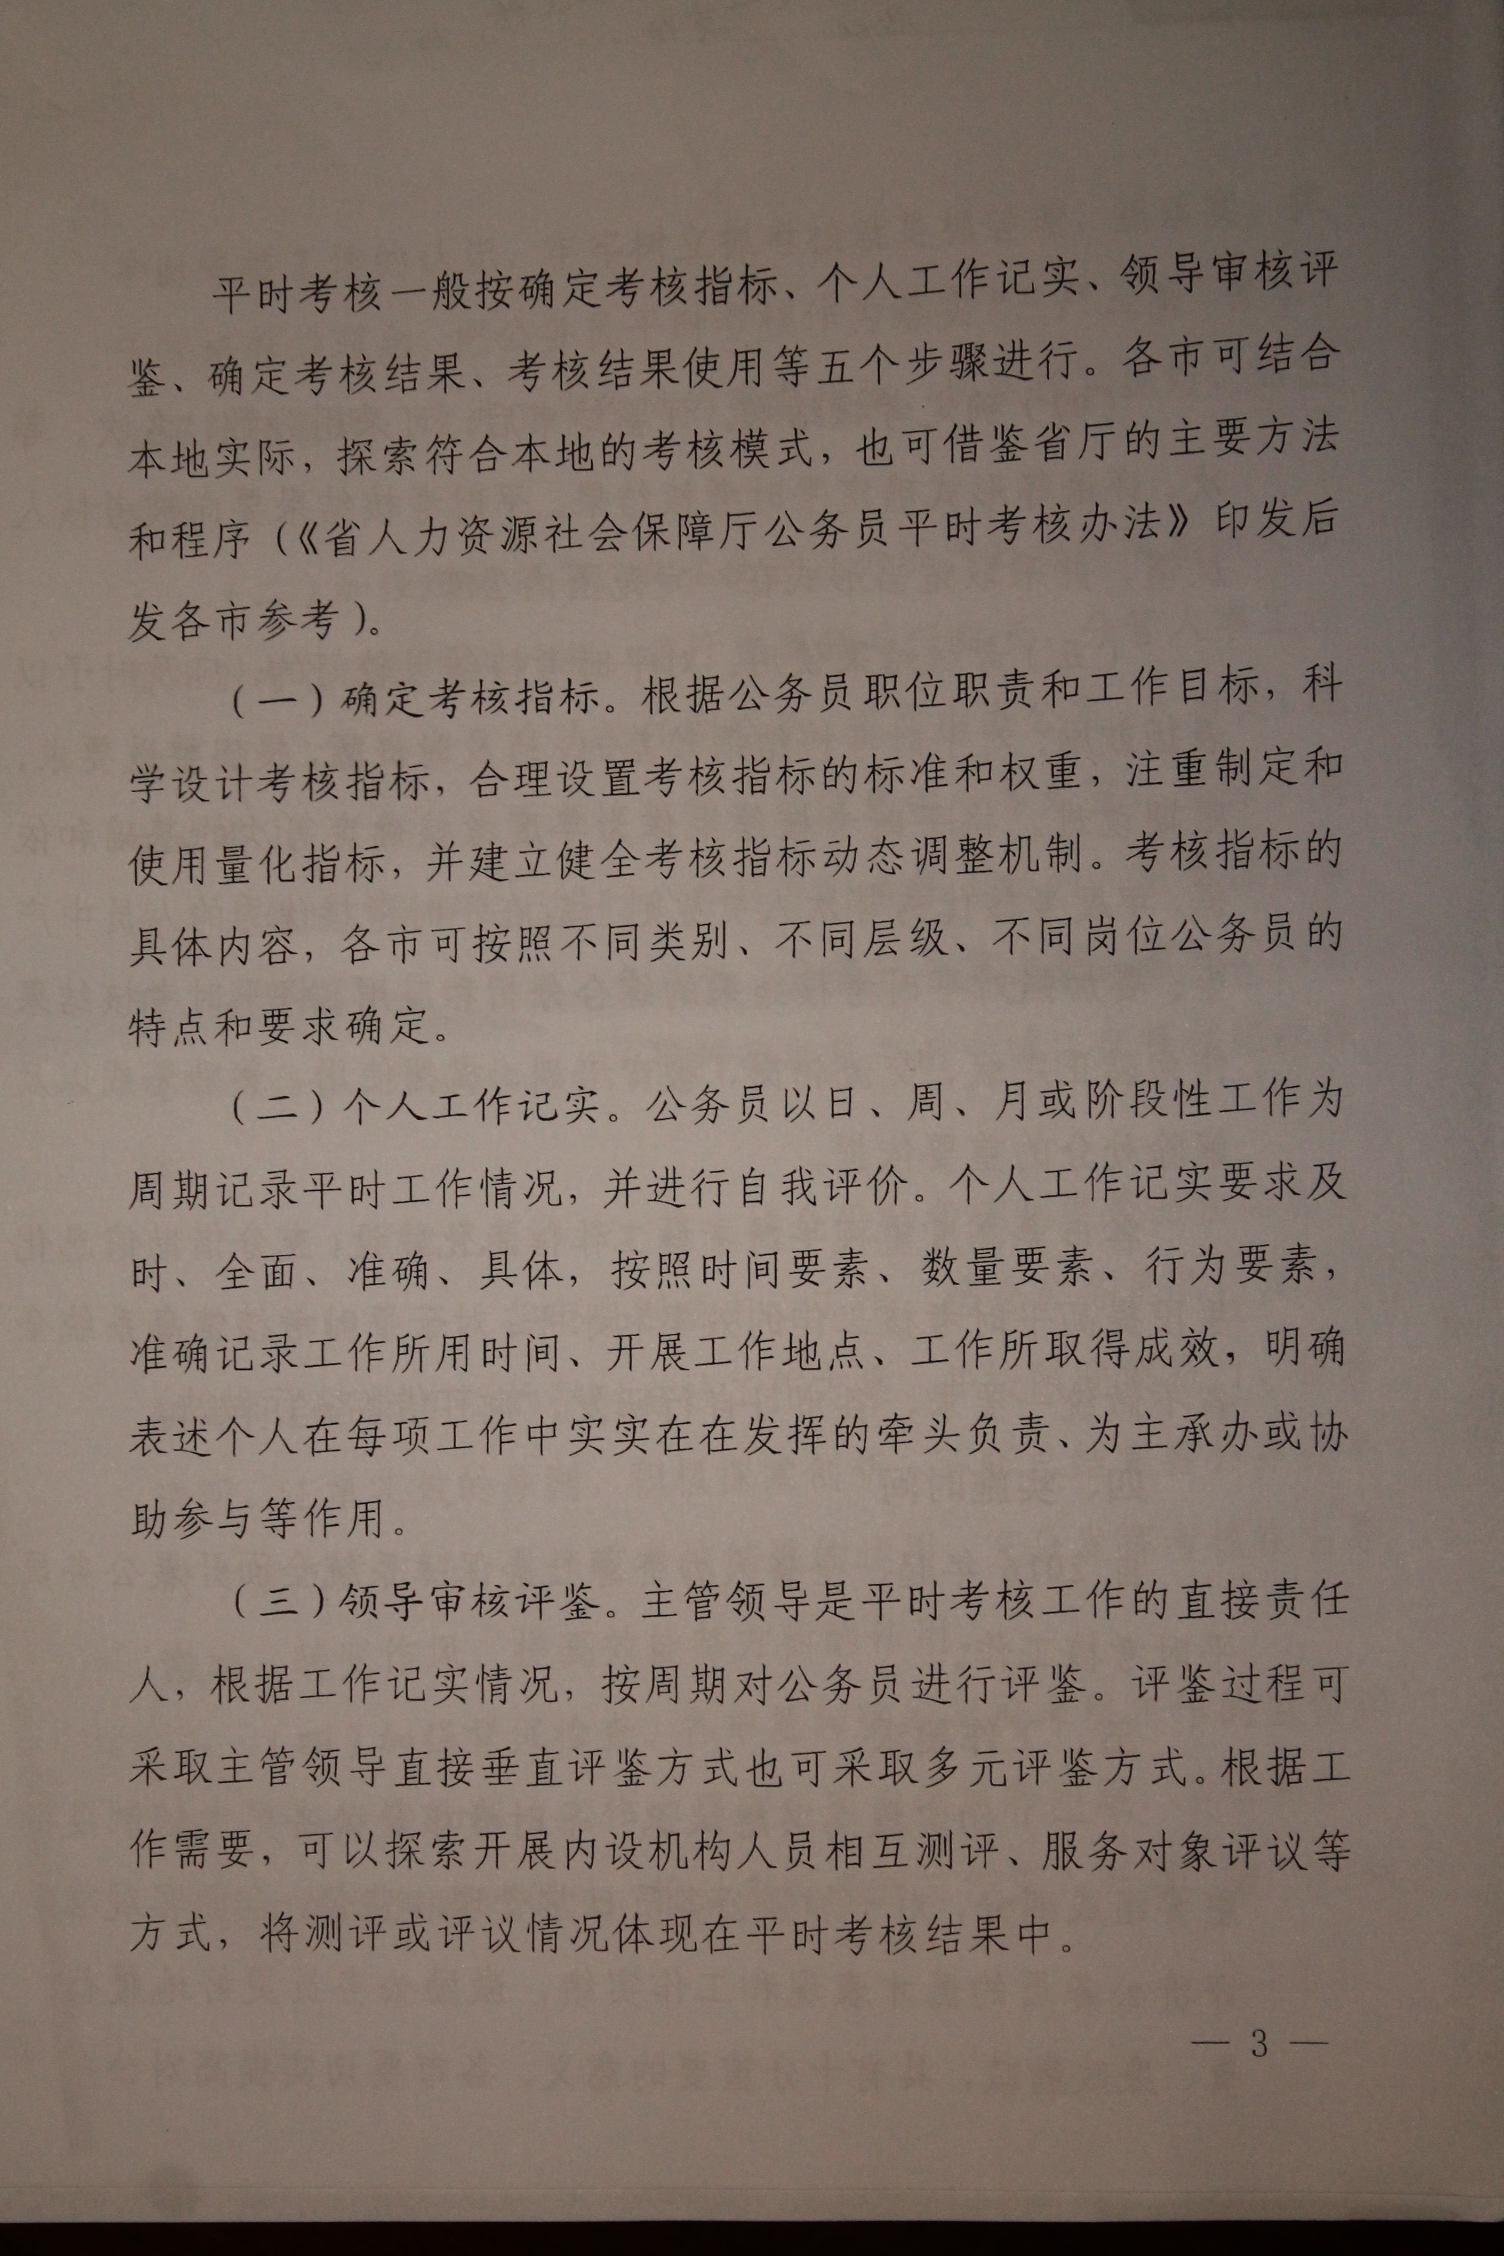 平时考核一般按确定考核指标、个人工作记实、领导审核评
鉴、确定考核结果、考核结果使用等五个步骤进行。各市可结合
本地实际，探索符合本地的考核模式，也可借鉴省厅的主要方法
和程序（《省人力资源社会保障厅公务员平时考核办法》印发后
发各市参考）。
（一）确定考核指标。根据公务员职位职责和工作目标，科
学设计考核指标，合理设置考核指标的标准和权重，注重制定和
使用量化指标，并建立健全考核指标动态调整机制。考核指标的
具体内容，各市可按照不同类别、不同层级、不同岗位公务员的
特点和要求确定。
（二）个人工作记实。公务员以日、周、月或阶段性工作为
周期记录平时工作情况，并进行自我评价。个人工作记实要求及
时、全面、准确、具体，按照时间要素、数量要素、行为要素，
准确记录工作所用时间、开展工作地点、工作所取得成效，明确
表述个人在每项工作中实实在在发挥的牵头负责、为主承办或协
助参与等作用。
（三）领导审核评鉴。主管领导是平时考核工作的直接责任
人，根据工作记实情况，按周期对公务员进行评鉴。评鉴过程可
采取主管领导直接垂直评鉴方式也可采取多元评鉴方式。根据工
作需要，可以探索开展内设机构人员相互测评、服务对象评议等
方式，将测评或评议情况体现在平时考核结果中。
— 3 —